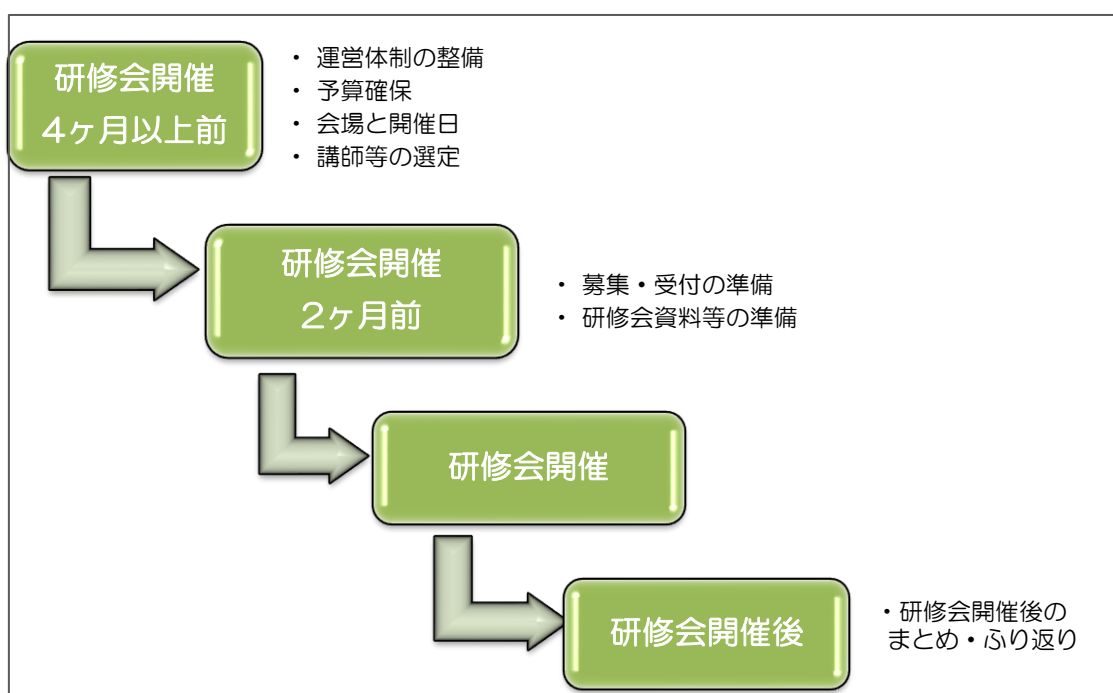 研修会開催
4ヶ月以上前
・ 運営体制の整備
・ 予算確保
・ 会場と開催日
・ 講師等の選定
研修会開催
2ヶ月前
・ 募集・受付の準備
・ 研修会資料等の準備
研修会開催
研修会開催後
・研修会開催後の
まとめ・ふり返り